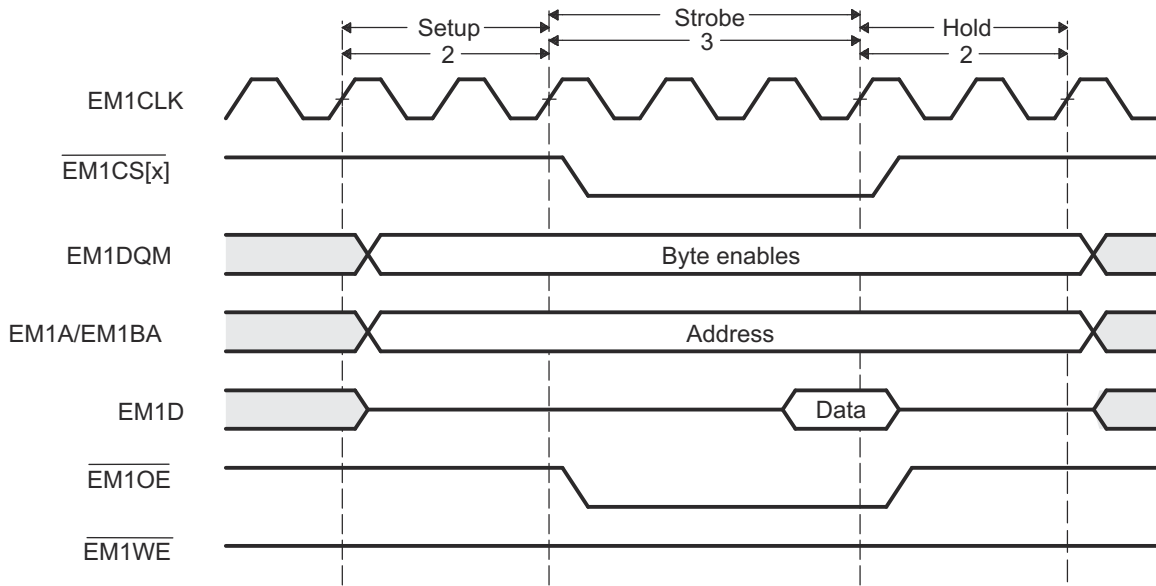 Setup
Strobe
Hold
2
3
2
EM1CLK
EM1CS[x]
EM1DQM
Byte enables
EM1A/EM1BA
Address
EM1D
Data
EM1OE
EM1WE